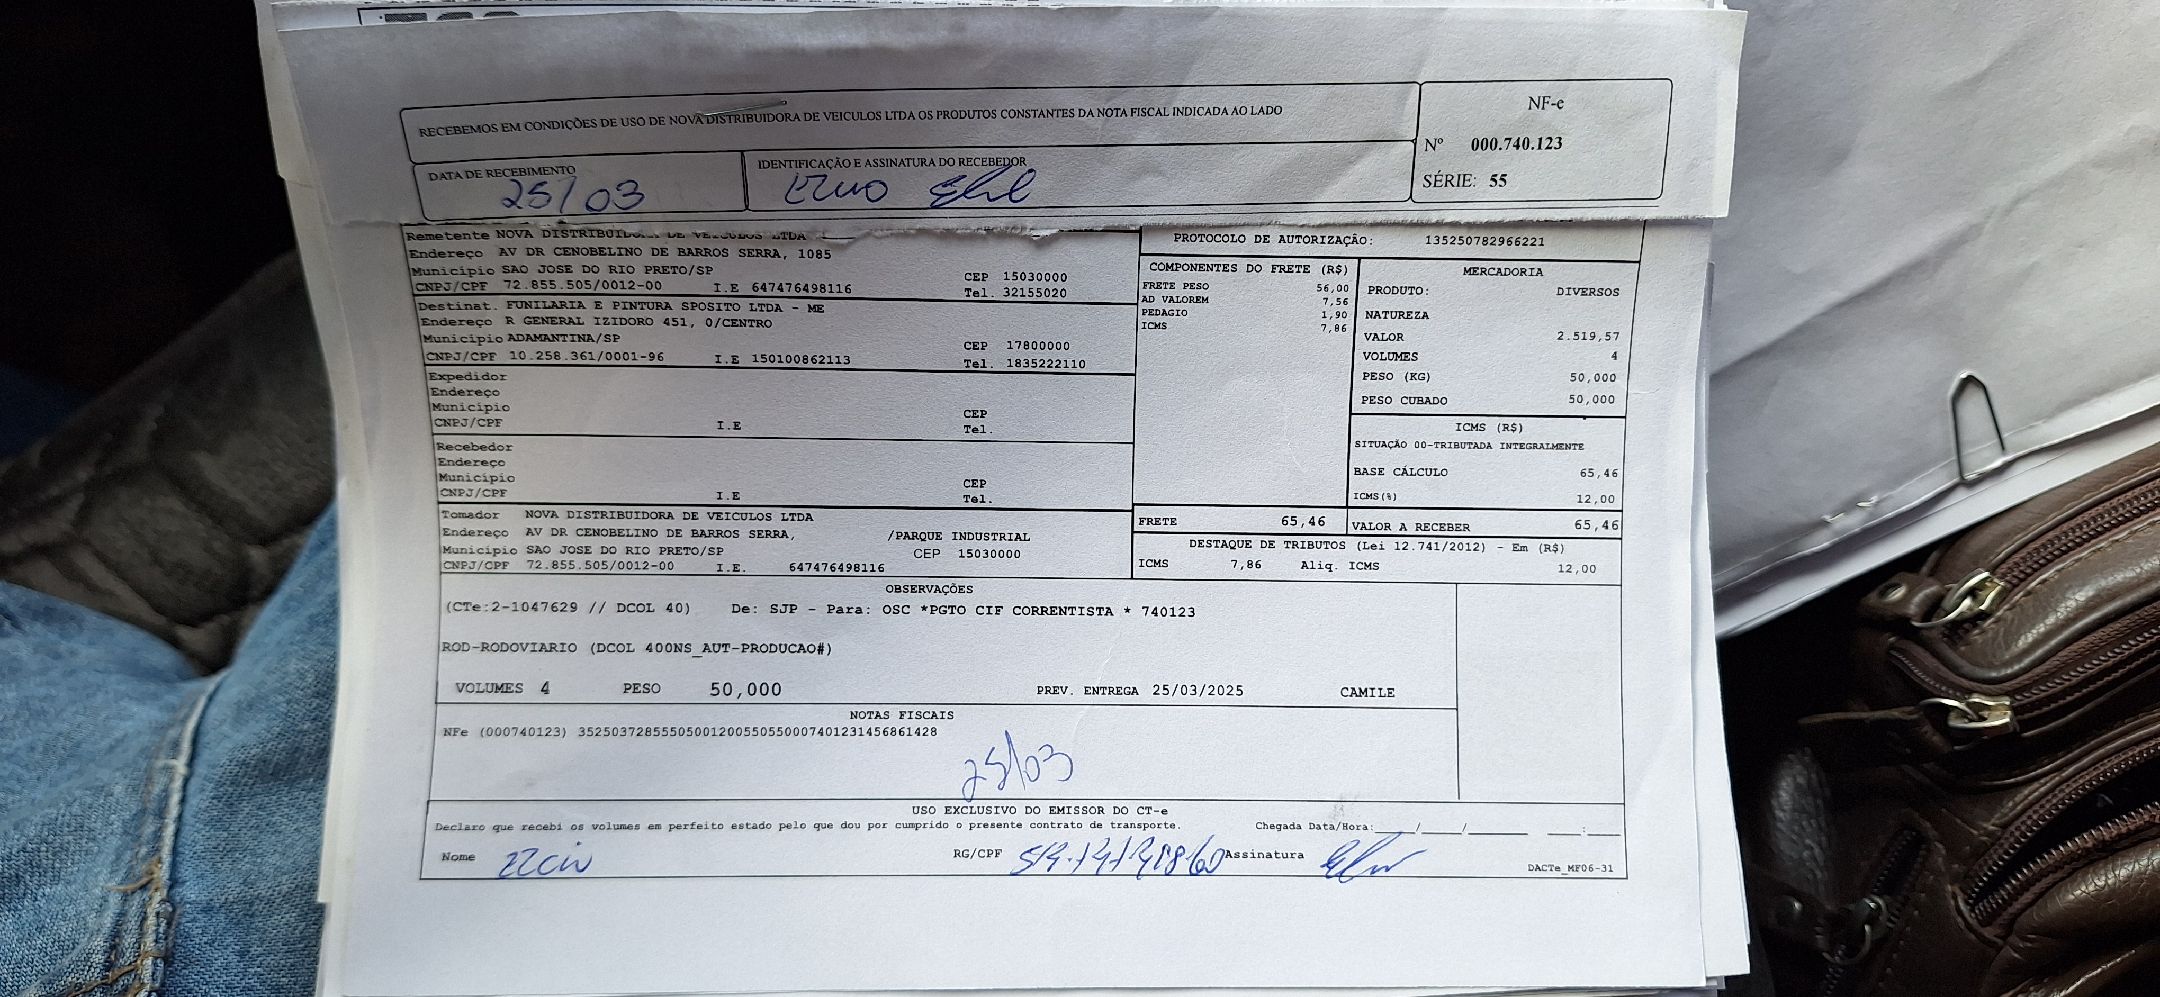 RECEBEMOS EM CONDIÇÕES DE USO DE NOVA DISTRIBUIDORA DE VEICULOS LTDA OS PRODUTOS CONSTANTES DA NOTA FISCAL INDICADA AO LADO
NF-e
Nº 000.740.123
SÉRIE: 55
DATA DE RECEBIMENTO
25/03
IDENTIFICAÇÃO E ASSINATURA DO RECEBEDOR
Remetente NOVA DISTRIBUIDORA DE VEICULOS LTDA
Endereço AV DR CENOBELINO DE BARROS SERRA, 1085
Município SAO JOSE DO RIO PRETO/SP CEP 15030000
CNPJ/CPF 72.855.505/0012-00 I.E 647476498116 Tel. 32155020
Destinat. FUNILARIA E PINTURA SPOSITO LTDA - ME
Endereço R GENERAL IZIDORO 451, 0/CENTRO
Município ADAMANTINA/SP CEP 17800000
CNPJ/CPF 10.258.361/0001-96 I.E 150100862113 Tel. 1835222110
Expedidor
Endereço
Município CEP
CNPJ/CPF I.E Tel.
Recebedor
Endereço
Município CEP
CNPJ/CPF I.E Tel.
Tomador NOVA DISTRIBUIDORA DE VEICULOS LTDA
Endereço AV DR CENOBELINO DE BARROS SERRA, /PARQUE INDUSTRIAL
Município SAO JOSE DO RIO PRETO/SP CEP 15030000
CNPJ/CPF 72.855.505/0012-00 I.E. 647476498116
PROTOCOLO DE AUTORIZAÇÃO: 135250782966221
COMPONENTES DO FRETE (R$)
FRETE PESO 56,00
AD VALOREM 7,56
PEDAGIO 1,90
ICMS 7,86
MERCADORIA
PRODUTO: DIVERSOS
NATUREZA
VALOR 2.519,57
VOLUMES 4
PESO (KG) 50,000
PESO CUBADO 50,000
ICMS (R$)
SITUAÇÃO 00-TRIBUTADA INTEGRALMENTE
BASE CÁLCULO 65,46
ICMS(%) 12,00
FRETE 65,46
VALOR A RECEBER 65,46
DESTAQUE DE TRIBUTOS (Lei 12.741/2012) - Em (R$)
ICMS 7,86 Aliq. ICMS 12,00
OBSERVAÇÕES
(CTe:2-1047629 // DCOL 40) De: SJP - Para: OSC *PGTO CIF CORRENTISTA * 740123
ROD-RODOVIARIO (DCOL 400NS_AUT-PRODUCAO#)
VOLUMES 4 PESO 50,000 PREV. ENTREGA 25/03/2025 CAMILE
NOTAS FISCAIS
NFe (000740123) 35250372855505001200550550007401231456861428
25/03
USO EXCLUSIVO DO EMISSOR DO CT-e
Declaro que recebi os volumes em perfeito estado pelo que dou por cumprido o presente contrato de transporte. Chegada Data/Hora:____/____/______ ___:___
Nome RG/CPF Assinatura
DACTe_MF06-31